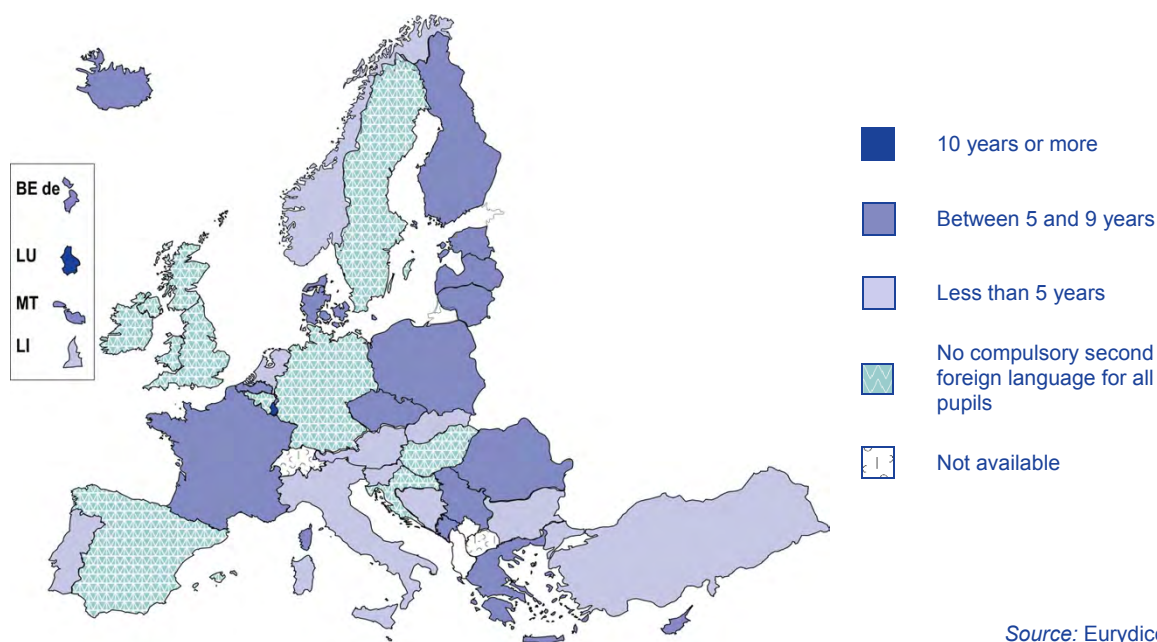 BE de
LU
MT
LI
10 years or more
Between 5 and 9 years
Less than 5 years
No compulsory second
foreign language for all
pupils
Not available
Source: Eurydice